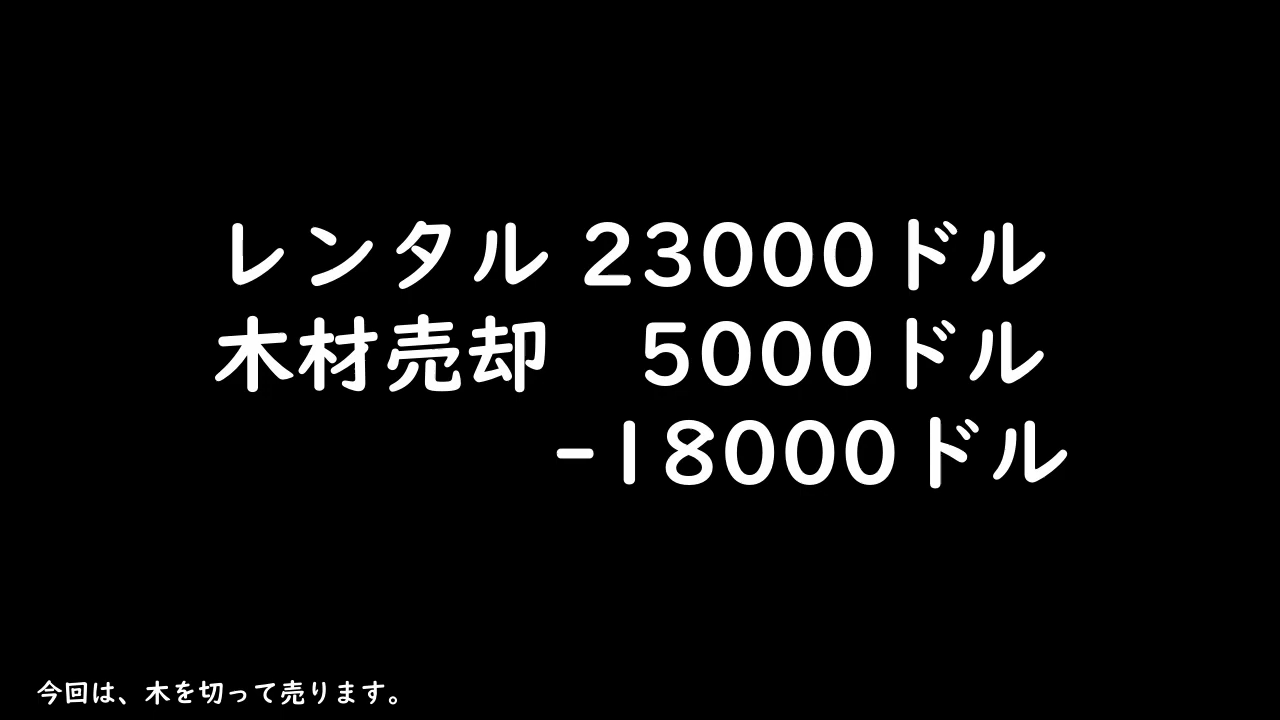 レンタル 23000ドル
木材売却　5000ドル
-18000ドル
今回は、木を切って売ります。